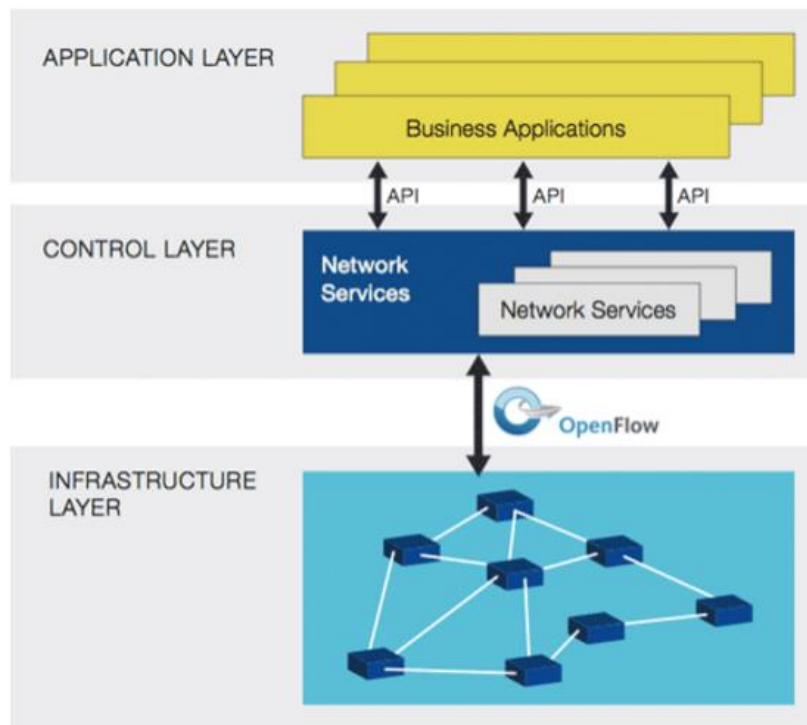 APPLICATION LAYER
Business Applications
API
API
API
CONTROL LAYER
Network
Services
Network Services
OpenFlow
INFRASTRUCTURE
LAYER